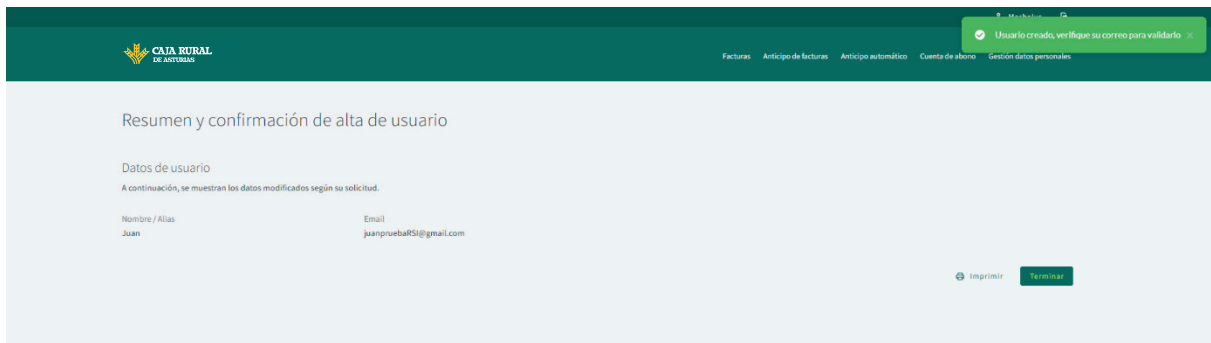 Usuario creado, verifique su correo para validarlo ×
CAJA RURAL
DE ASTURIAS
Facturas Anticipo de facturas Anticipo automático Cuenta de abono Gestión datos personales
Resumen y confirmación de alta de usuario
Datos de usuario
A continuación, se muestran los datos modificados según su solicitud.
Nombre / Alias Email
Juan juanpruebaRSI@gmail.com
Imprimir Terminar